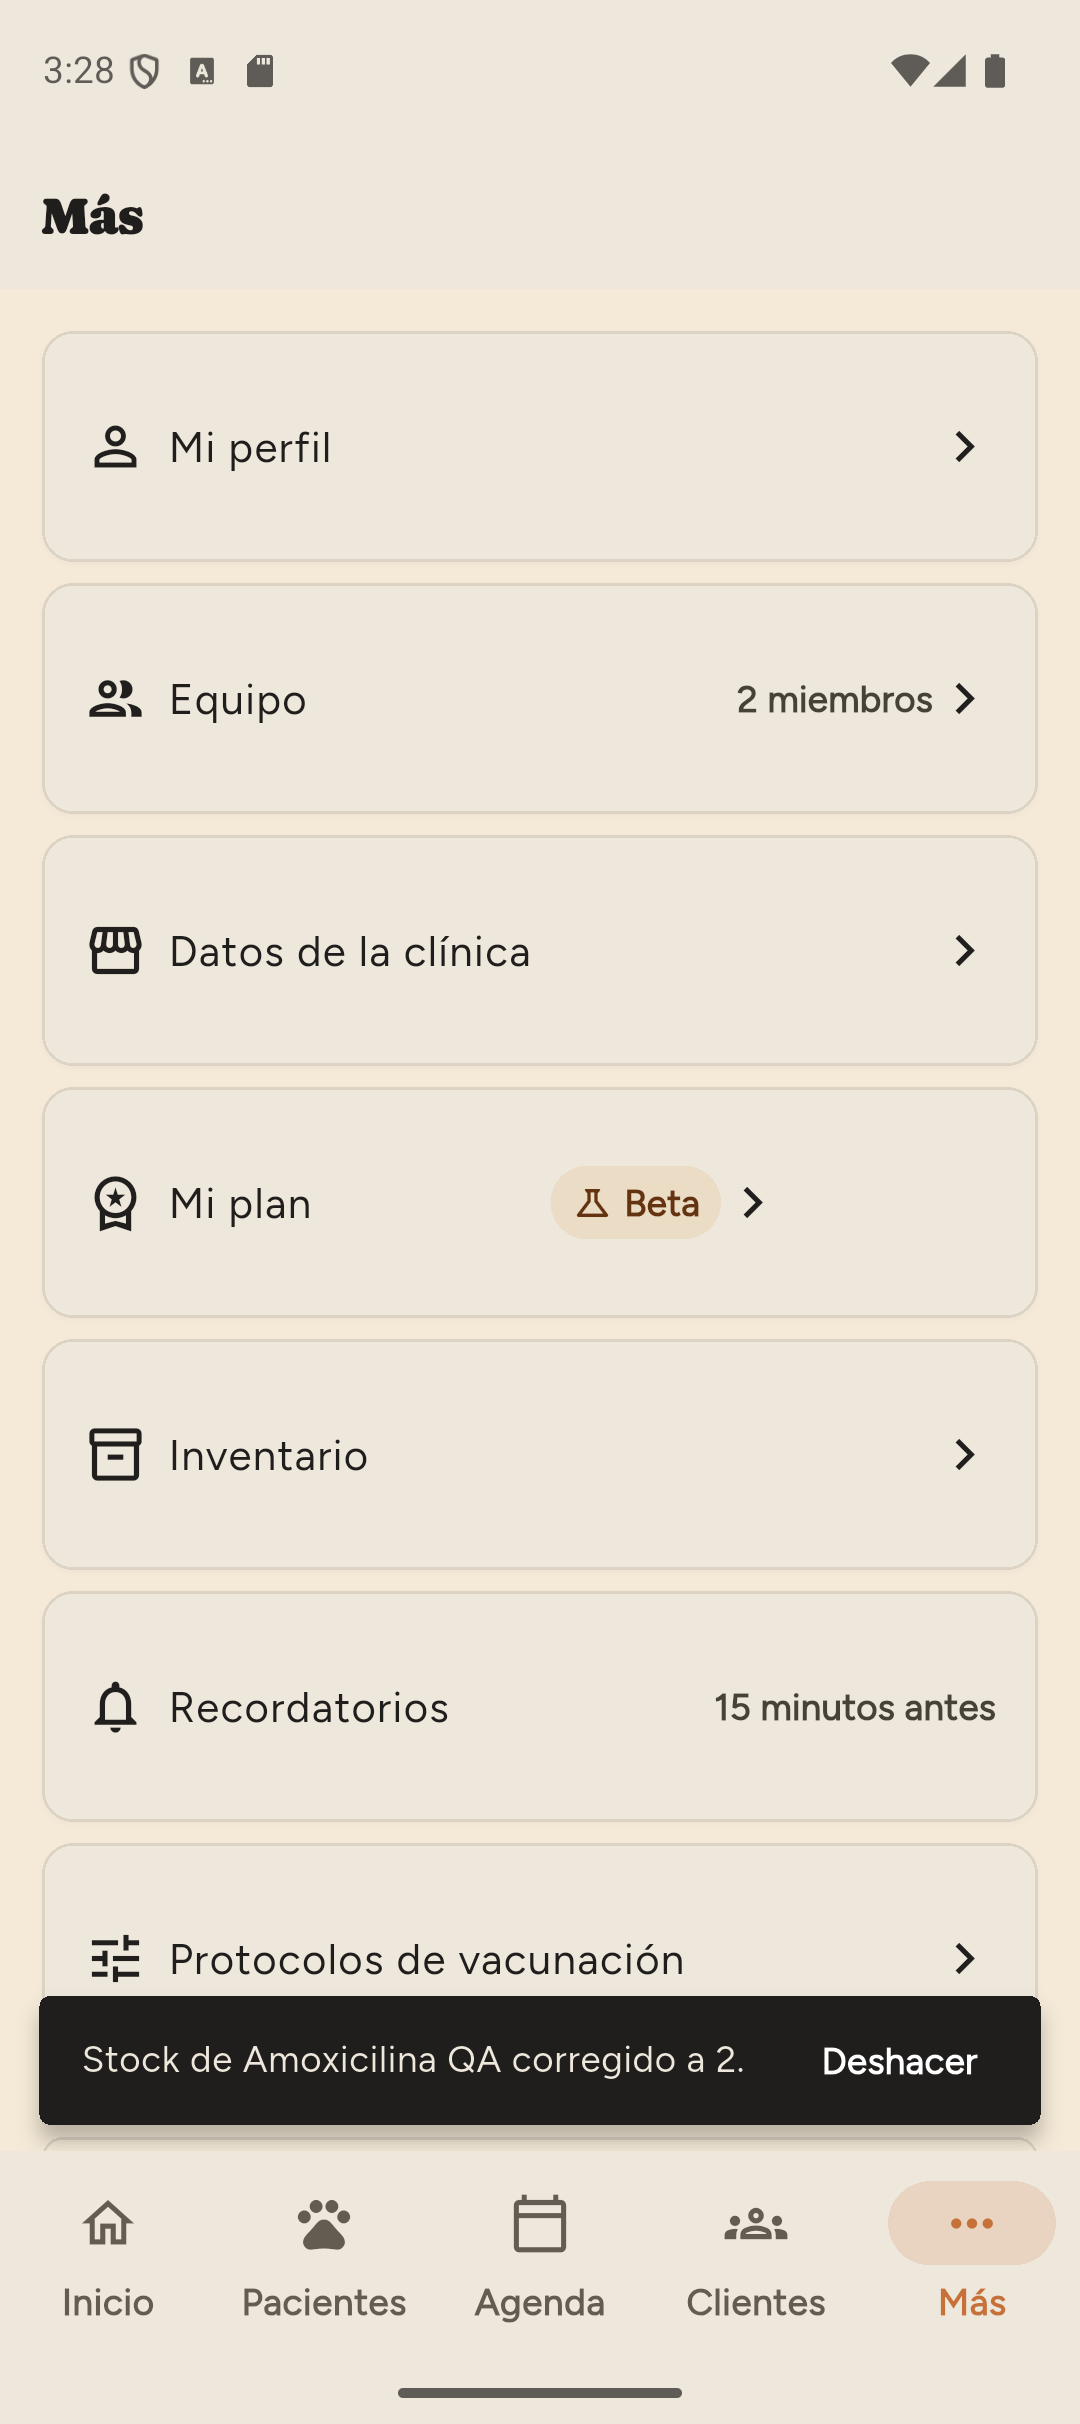 3:28
Más
Mi perfil
Equipo 2 miembros
Datos de la clínica
Mi plan Beta
Inventario
Recordatorios 15 minutos antes
Protocolos de vacunación
Stock de Amoxicilina QA corregido a 2. Deshacer
Inicio Pacientes Agenda Clientes Más